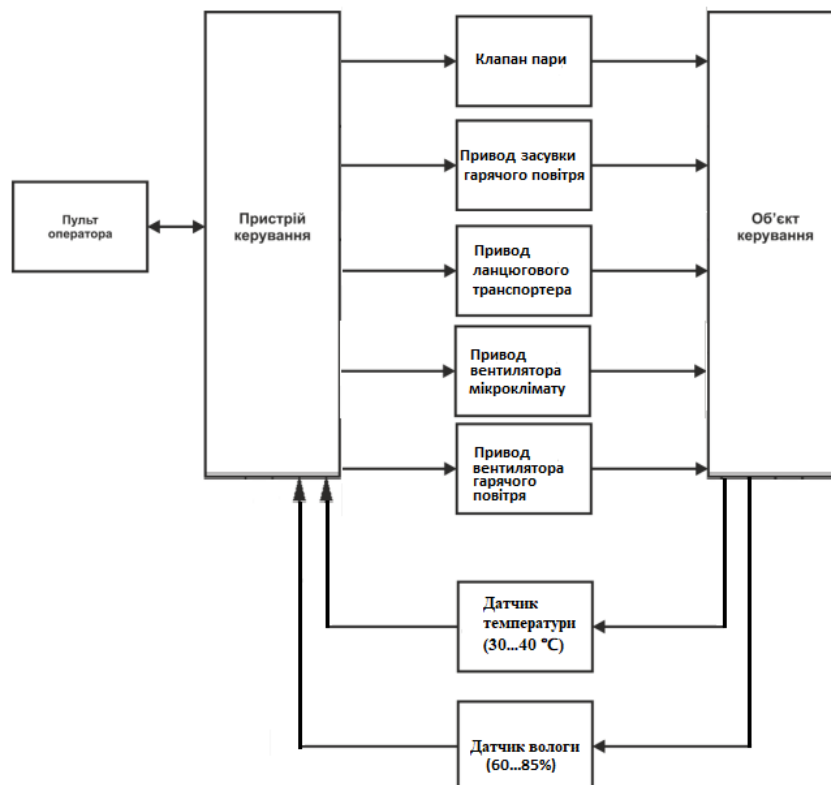 Клапан пари
Привод засувки
гарячого повітря
Пульт
оператора
Пристрій
керування
Об’єкт
керування
Привод
ланцюгового
транспортера
Привод
вентилятора
мікроклімату
Привод
вентилятора
гарячого
повітря
Датчик
температури
(30...40 ℃)
Датчик вологи
(60...85%)